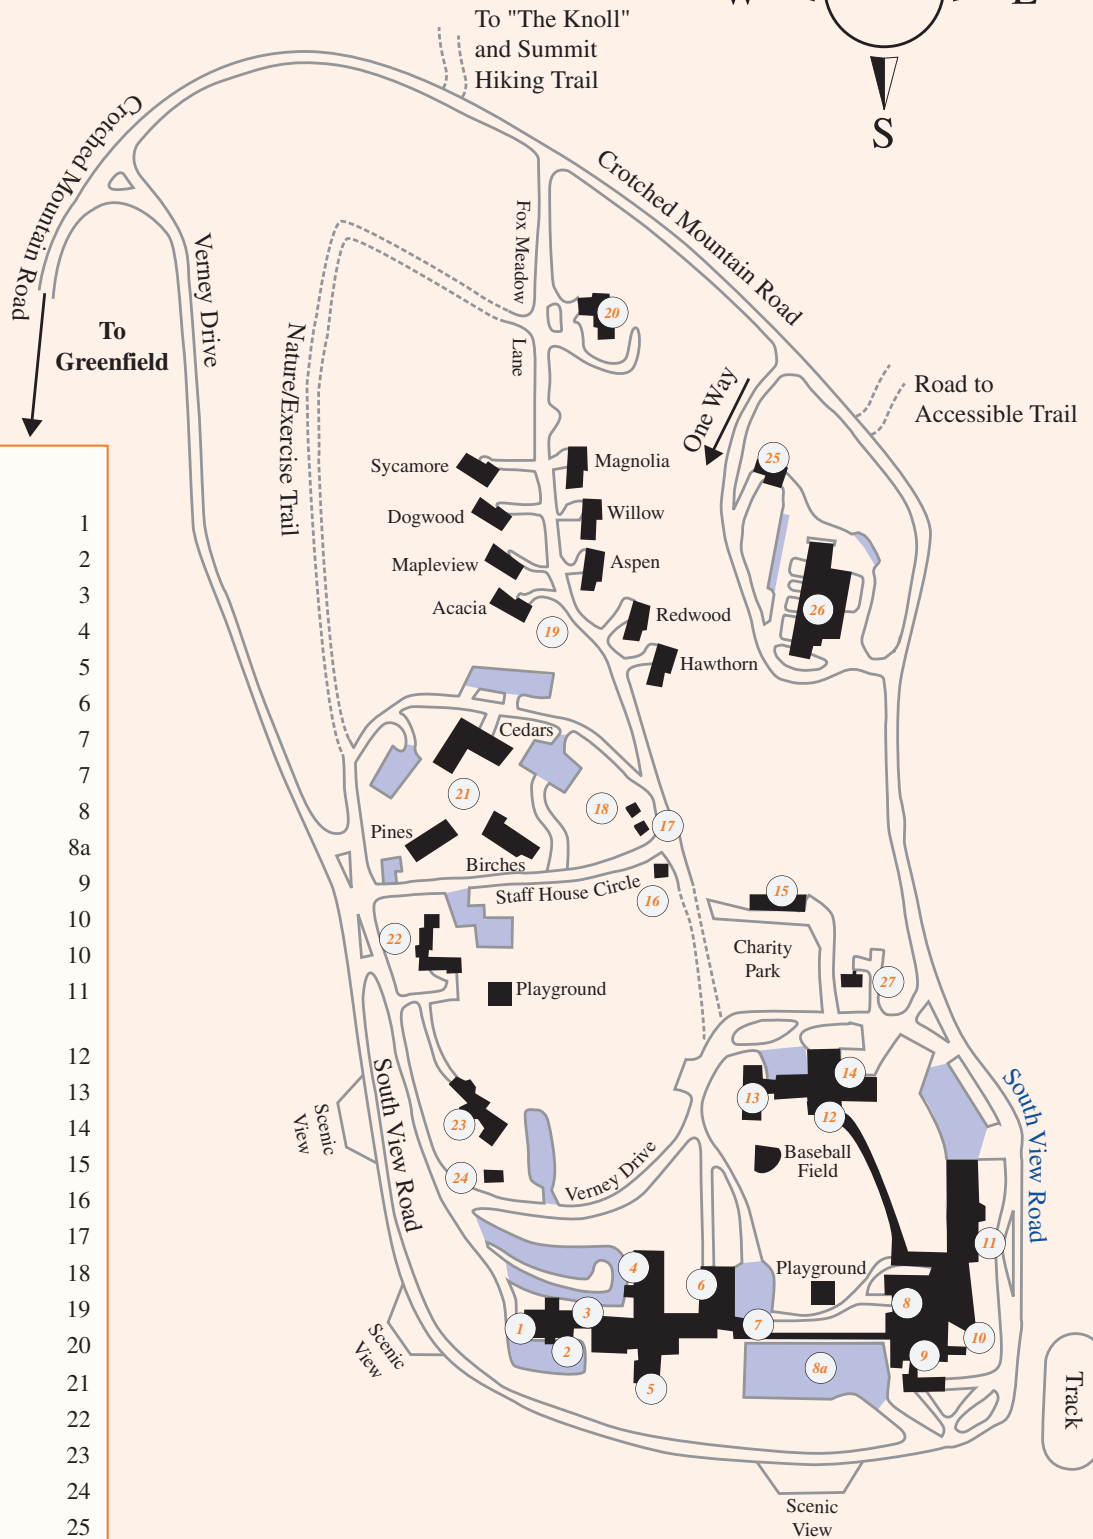 To "The Knoll"
and Summit
Hiking Trail
S
Crotched Mountain Road
Crotched Mountain Road
Fox Meadow
Lane
Verney Drive
To
Greenfield
Nature/Exercise Trail
20
One Way
Road to
Accessible Trail
25
Sycamore
Magnolia
Dogwood
Willow
Mapleview
Aspen
Acacia
Redwood
19
26
Hawthorn
Cedars
21
18
17
Pines
Birches
Staff House Circle
16
15
22
Charity
Park
27
Playground
14
13
12
South View Road
Scenic
View
South View Road
23
Baseball
Field
24
Verney Drive
11
4
6
Playground
8
3
1
2
7
10
9
8a
5
Scenic
View
Track
Scenic
View
1
2
3
4
5
6
7
7
8
8a
9
10
10
11
12
13
14
15
16
17
18
19
20
21
22
23
24
25